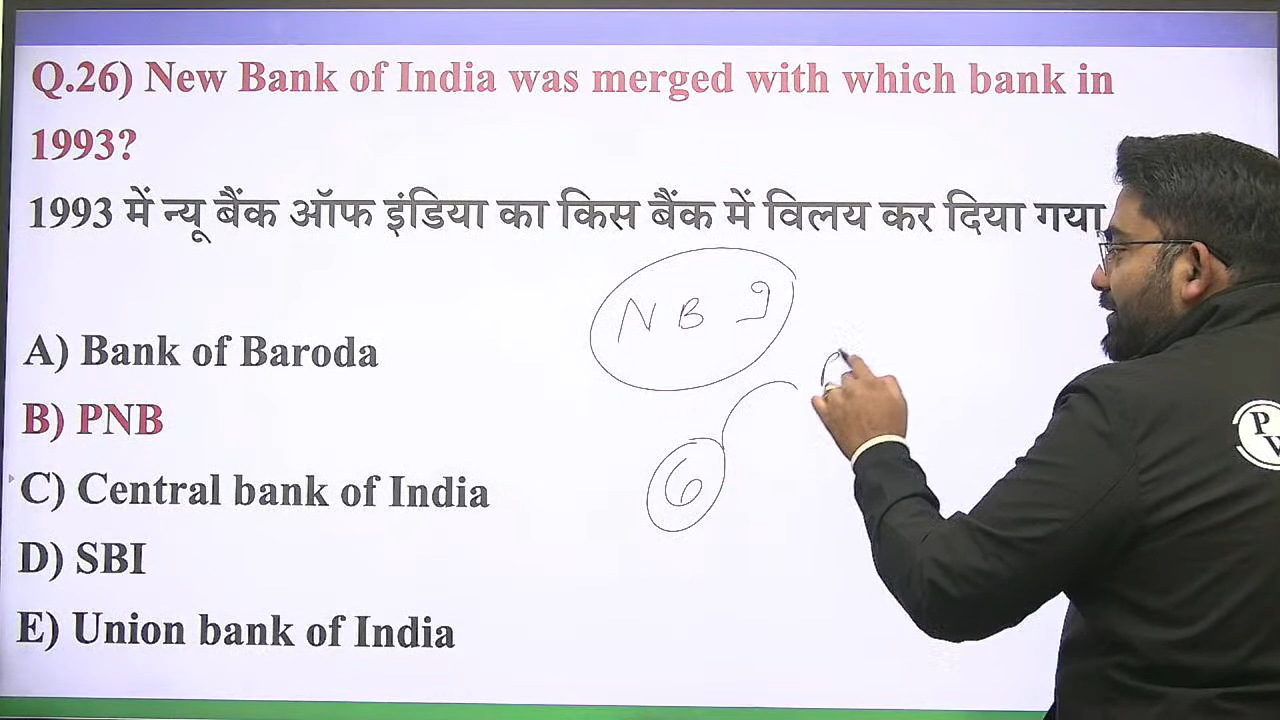 Q.26) New Bank of India was merged with which bank in
1993?
1993 में न्यू बैंक ऑफ इंडिया का किस बैंक में विलय कर दिया गया
NBI
A) Bank of Baroda
B) PNB
6
C) Central bank of India
D) SBI
E) Union bank of India
P
W